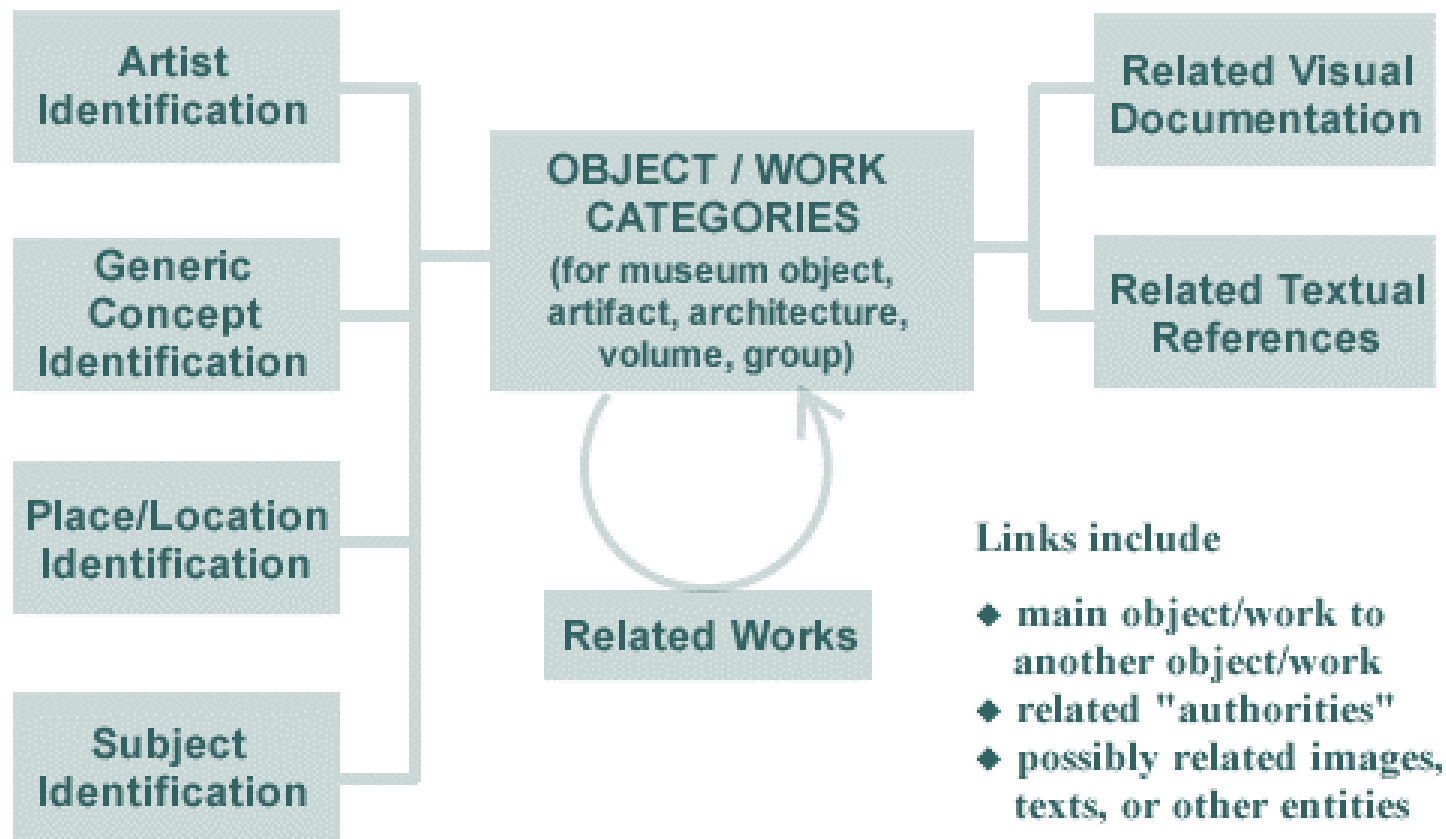 Artist
Identification
Generic
Concept
Identification
Place/Location
Identification
Subject
Identification
OBJECT / WORK
CATEGORIES
(for museum object,
artifact, architecture,
volume, group)
Related Works
Related Visual
Documentation
Related Textual
References
Links include
◆ main object/work to
another object/work
◆ related "authorities"
◆ possibly related images,
texts, or other entities